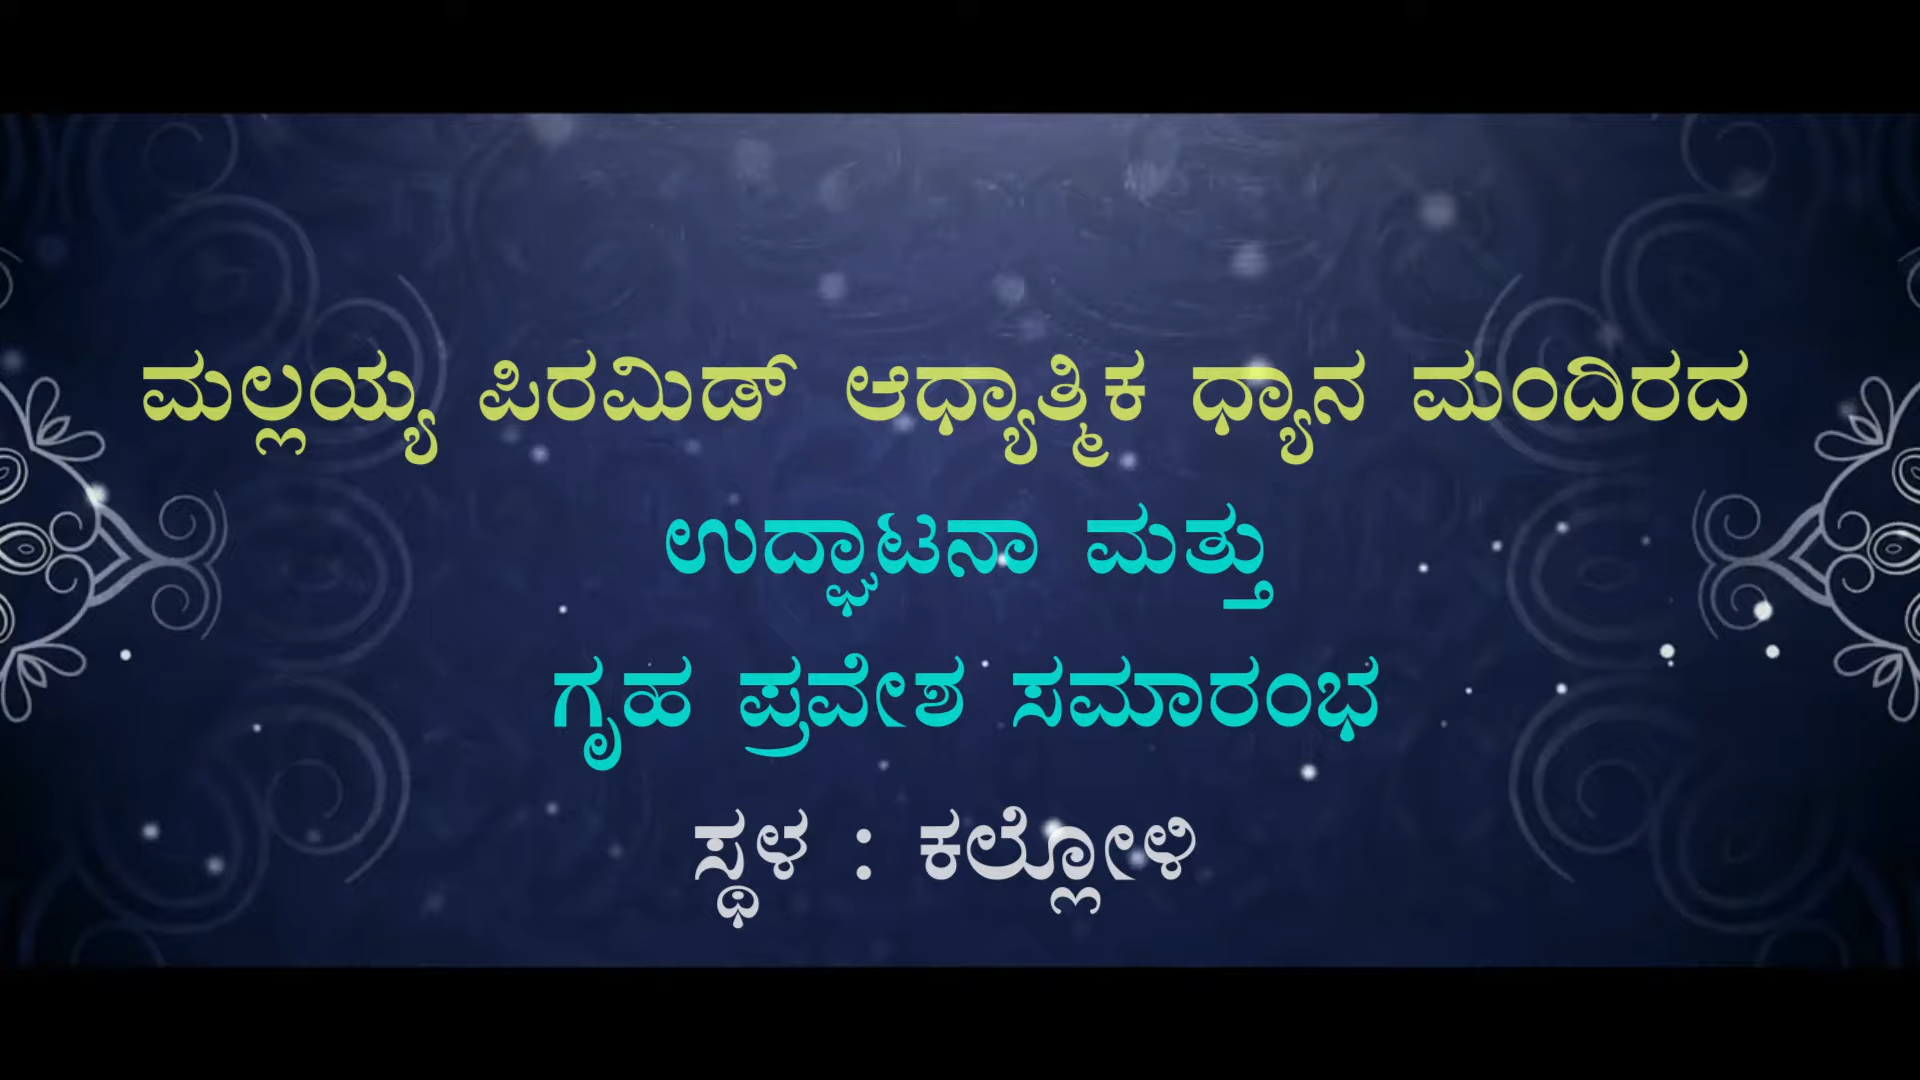 ಮಲ್ಲಯ್ಯ ಪಿರಮಿಡ್ ಆಧ್ಯಾತ್ಮಿಕ ಧ್ಯಾನ ಮಂದಿರದ
ಉದ್ಘಾಟನಾ ಮತ್ತು
ಗೃಹ ಪ್ರವೇಶ ಸಮಾರಂಭ
ಸ್ಥಳ : ಕಲ್ಲೋಳಿ